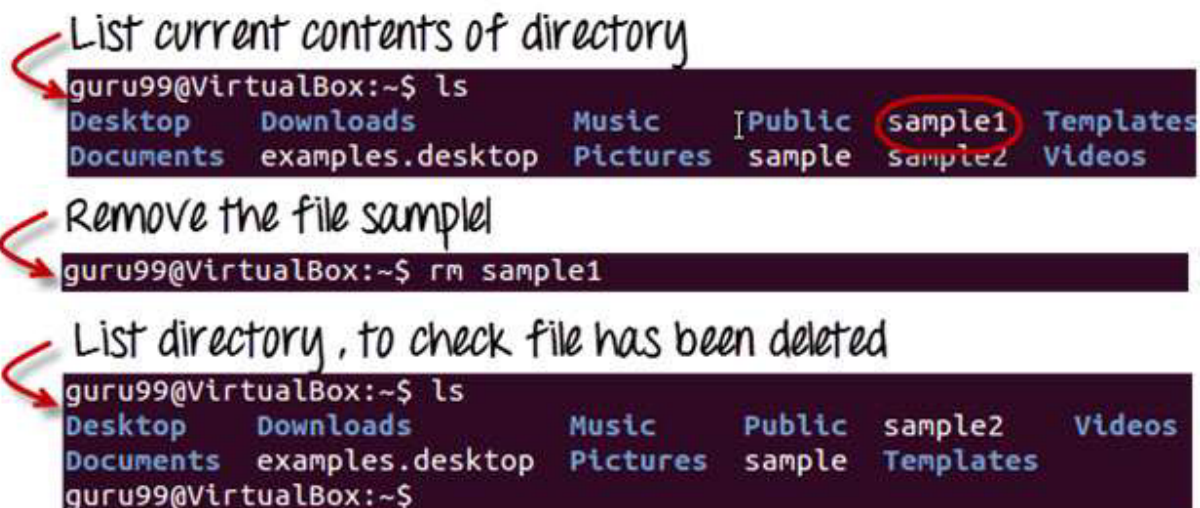 List current contents of directory
guru99@VirtualBox:~$ ls
Desktop Downloads Music Public sample1 Templates
Documents examples.desktop Pictures sample sample2 Videos
Remove the file sample1
guru99@VirtualBox:~$ rm sample1
List directory , to check file has been deleted
guru99@VirtualBox:~$ ls
Desktop Downloads Music Public sample2 Videos
Documents examples.desktop Pictures sample Templates
guru99@VirtualBox:~$